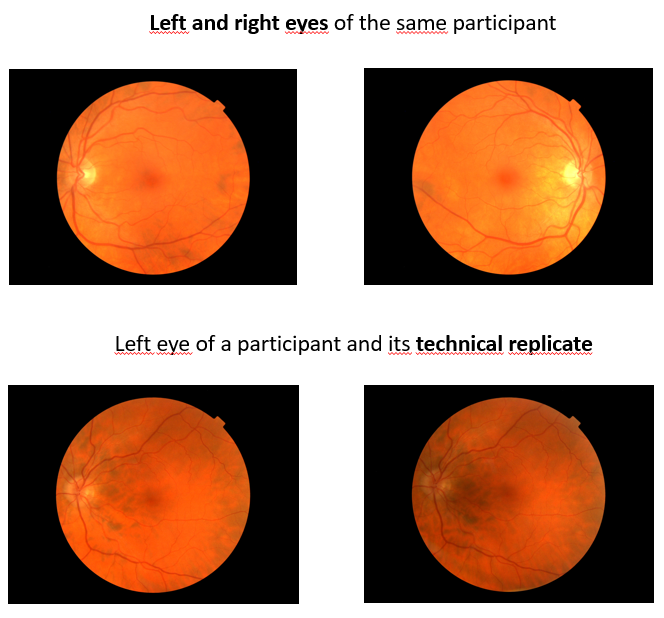 Left and right eyes of the same participant
Left eye of a participant and its technical replicate